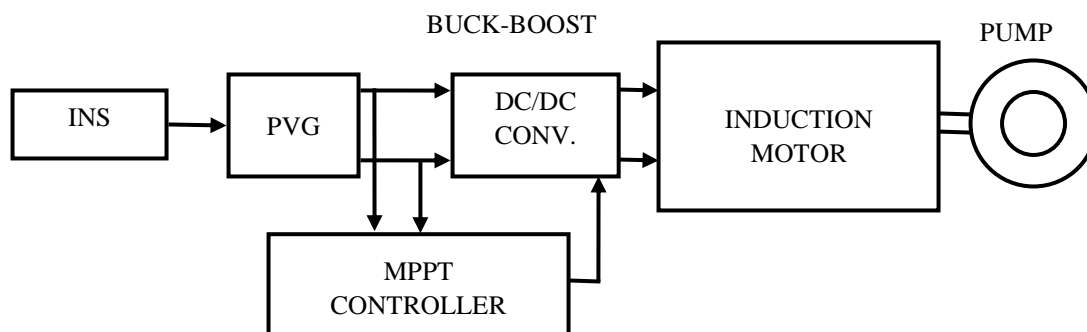 BUCK-BOOST
PUMP
INS
PVG
DC/DC
CONV.
INDUCTION
MOTOR
MPPT
CONTROLLER